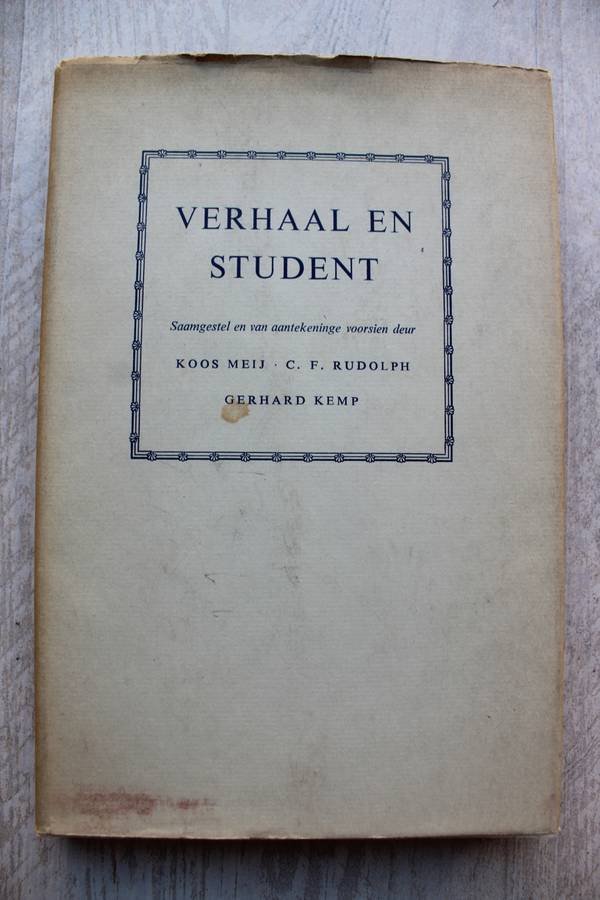 VERHAAL EN
STUDENT
Saamgestel en van aantekeninge voorsien deur
KOOS MEIJ · C. F. RUDOLPH
GERHARD KEMP